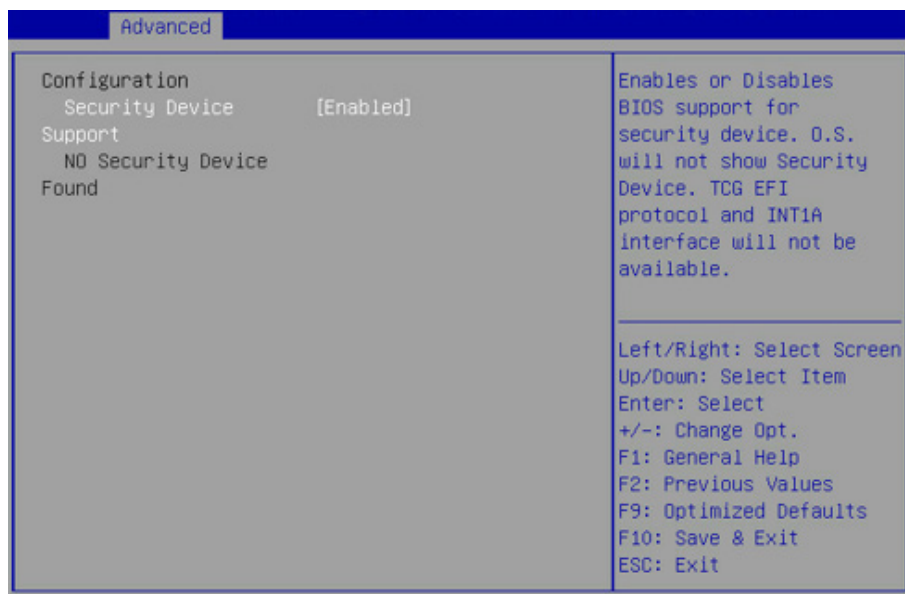 Advanced
Configuration
Security Device [Enabled]
Support
NO Security Device
Found
Enables or Disables
BIOS support for
security device. O.S.
will not show Security
Device. TCG EFI
protocol and INT1A
interface will not be
available.
Left/Right: Select Screen
Up/Down: Select Item
Enter: Select
+/-: Change Opt.
F1: General Help
F2: Previous Values
F9: Optimized Defaults
F10: Save & Exit
ESC: Exit